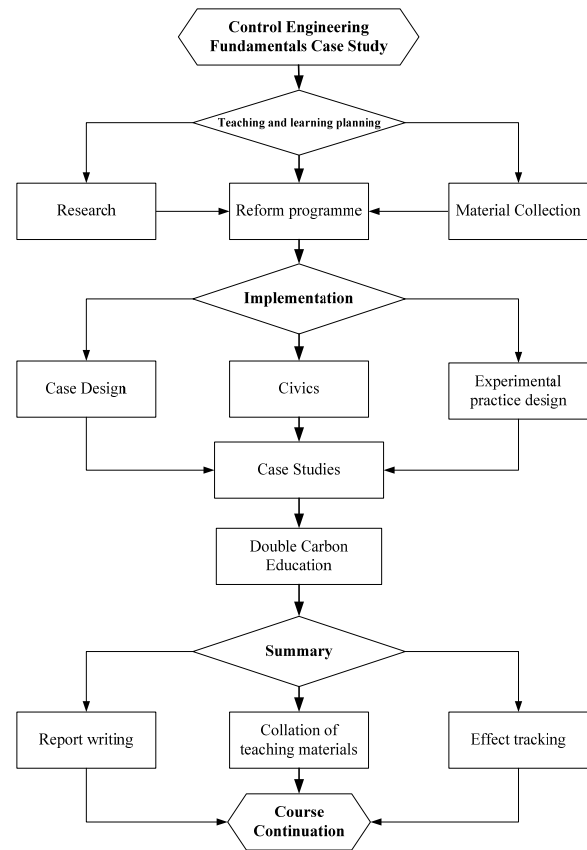 Control Engineering
Fundamentals Case Study
Teaching and learning planning
Research
Reform programme
Material Collection
Implementation
Case Design
Civics
Experimental
practice design
Case Studies
Double Carbon
Education
Summary
Report writing
Collation of
teaching materials
Effect tracking
Course
Continuation